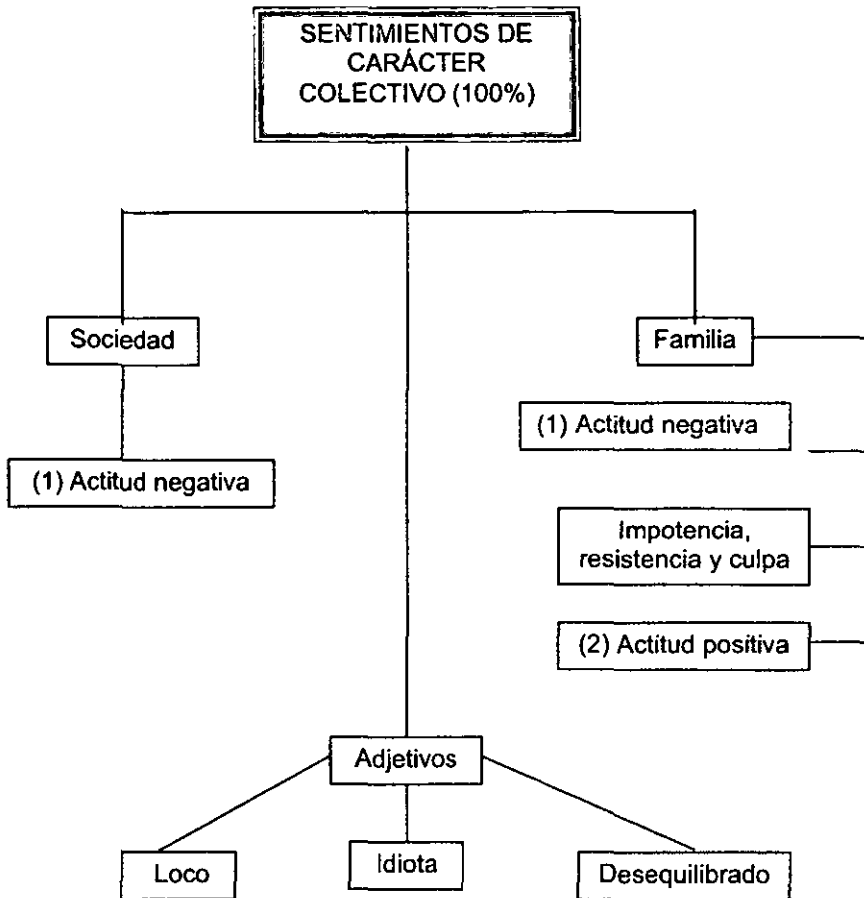 SENTIMIENTOS DE
CARÁCTER
COLECTIVO (100%)
Sociedad
Familia
(1) Actitud negativa
(1) Actitud negativa
Impotencia,
resistencia y culpa
(2) Actitud positiva
Adjetivos
Loco
Idiota
Desequilibrado